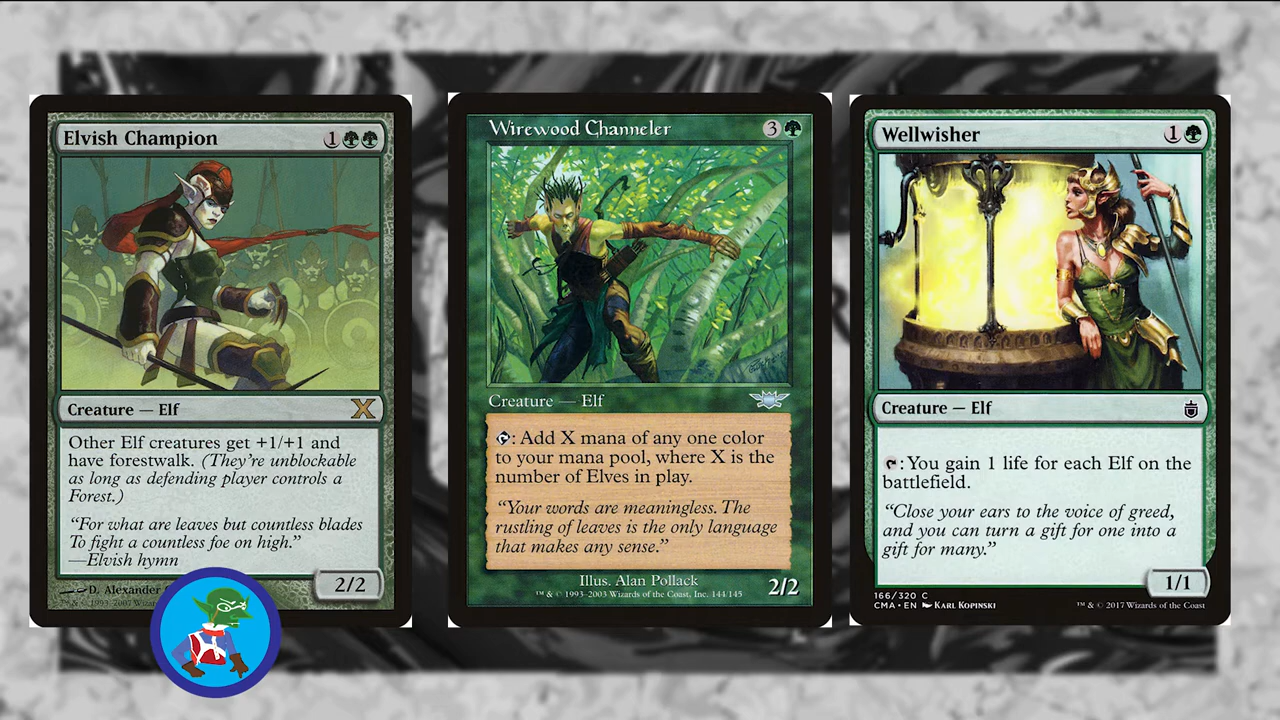 Elvish Champion 1
Creature — Elf
Other Elf creatures get +1/+1 and
have forestwalk. (They're unblockable
as long as defending player controls a
Forest.)
"For what are leaves but countless blades
To fight a countless foe on high."
—Elvish hymn
D. Alexander
™ & © 1993-2007 Wizards
2/2
Wirewood Channeler 3
Creature — Elf
: Add X mana of any one color
to your mana pool, where X is the
number of Elves in play.
"Your words are meaningless. The
rustling of leaves is the only language
that makes any sense."
Illus. Alan Pollack
™ & © 1993-2003 Wizards of the Coast, Inc. 144/145
2/2
Wellwisher 1
Creature — Elf
: You gain 1 life for each Elf on the
battlefield.
"Close your ears to the voice of greed,
and you can turn a gift for one into a
gift for many."
1/1
166/320 C
CMA • EN Karl Kopinski
™ & © 2017 Wizards of the Coast